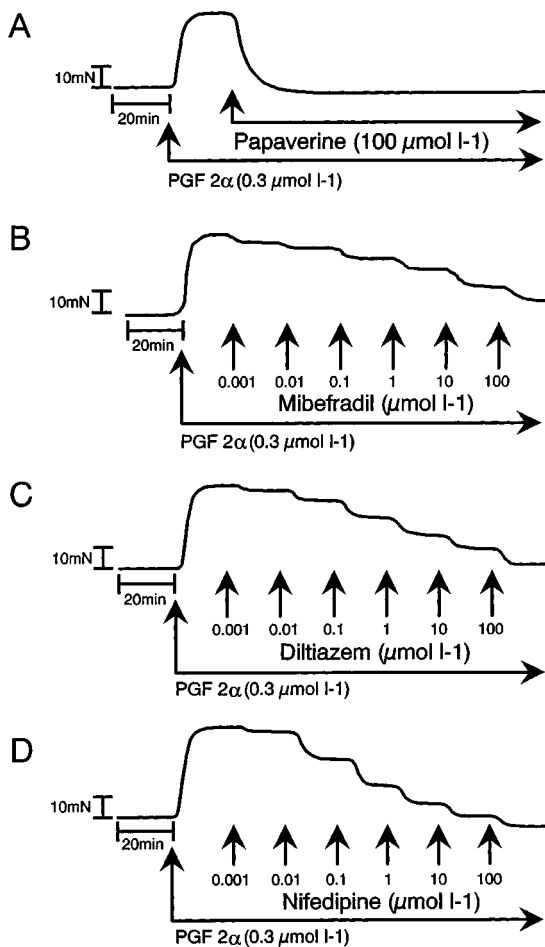 A
10mN
20min
Papaverine (100 µmol l-1)
PGF 2α (0.3 µmol l-1)
B
10mN
20min
0.001 0.01 0.1 1 10 100
Mibefradil (µmol l-1)
PGF 2α (0.3 µmol l-1)
C
10mN
20min
0.001 0.01 0.1 1 10 100
Diltiazem (µmol l-1)
PGF 2α (0.3 µmol l-1)
D
10mN
20min
0.001 0.01 0.1 1 10 100
Nifedipine (µmol l-1)
PGF 2α (0.3 µmol l-1)